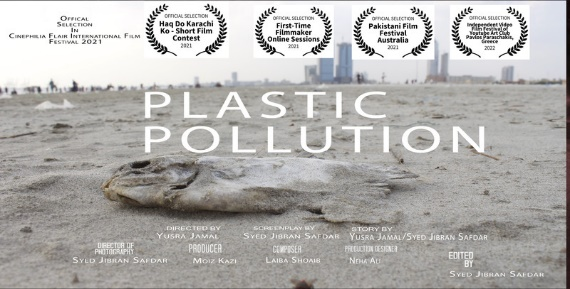 Official
Selection
In
Cinephilia Flair International Film
Festival 2021
OFFICIAL SELECTION
Haq Do Karachi
Ko - Short Film
Contest
2021
OFFICIAL SELECTION
First-Time
Filmmaker
Online Sessions
2021
OFFICIAL SELECTION
Pakistani Film
Festival
Australia
2021
OFFICIAL SELECTION
Independent Video
Film Festival of
Youtube Art Club
Pavlos Paraschakis,
Greece
2022
PLASTIC
POLLUTION
DIRECTED BY
Yusra Jamal
SCREENPLAY BY
Syed Jibran Safdar
STORY BY
Yusra Jamal/Syed Jibran Safdar
DIRECTOR OF
PHOTOGRAPHY
Syed Jibran Safdar
PRODUCER
Moiz Kazi
COMPOSER
Laiba Shoaib
PRODUCTION DESIGNER
Neha Ali
EDITED
BY
Syed Jibran Safdar